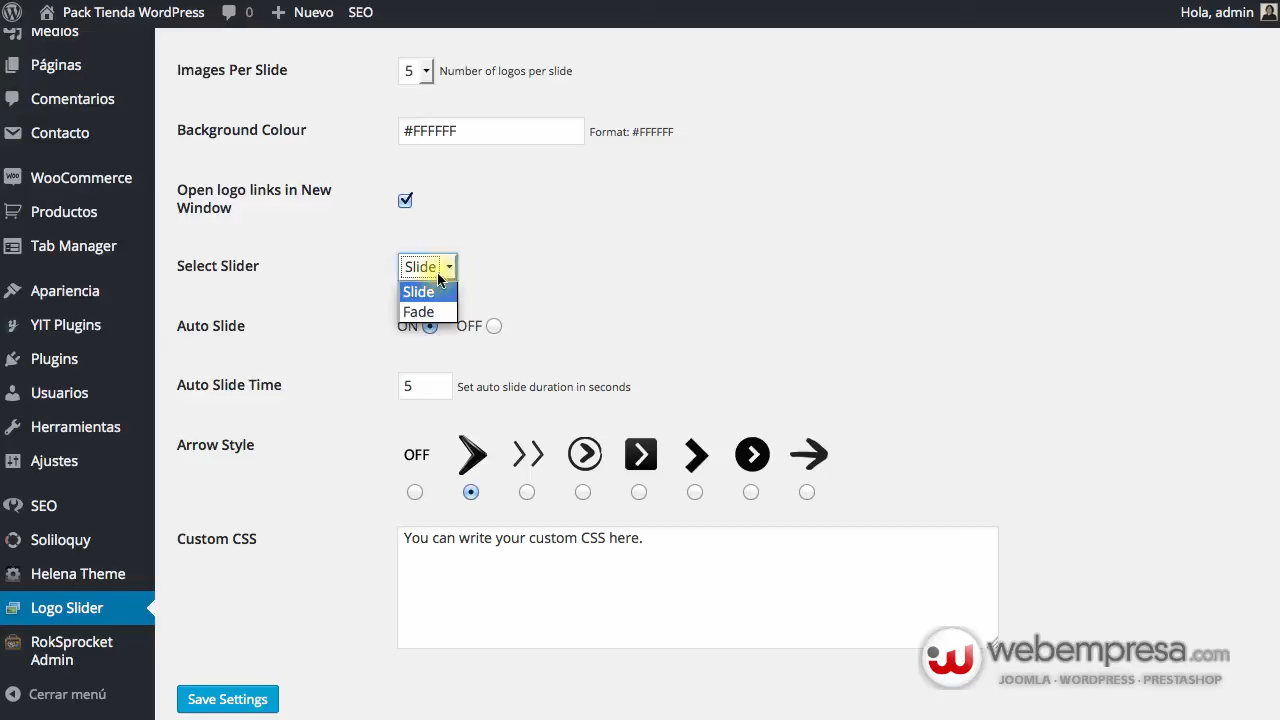 Pack Tienda WordPress
0
Nuevo
SEO
Hola, admin
Medios
Páginas
Comentarios
Contacto
WooCommerce
Productos
Tab Manager
Apariencia
YIT Plugins
Plugins
Usuarios
Herramientas
Ajustes
SEO
Soliloquy
Helena Theme
Logo Slider
RokSprocket
Admin
Cerrar menú
Images Per Slide
5
Number of logos per slide
Background Colour
#FFFFFF
Format: #FFFFFF
Open logo links in New
Window
Select Slider
Slide
Slide
Fade
Auto Slide
ON
OFF
Auto Slide Time
5
Set auto slide duration in seconds
Arrow Style
OFF
Custom CSS
You can write your custom CSS here.
Save Settings
webempresa.com
JOOMLA · WORDPRESS · PRESTASHOP